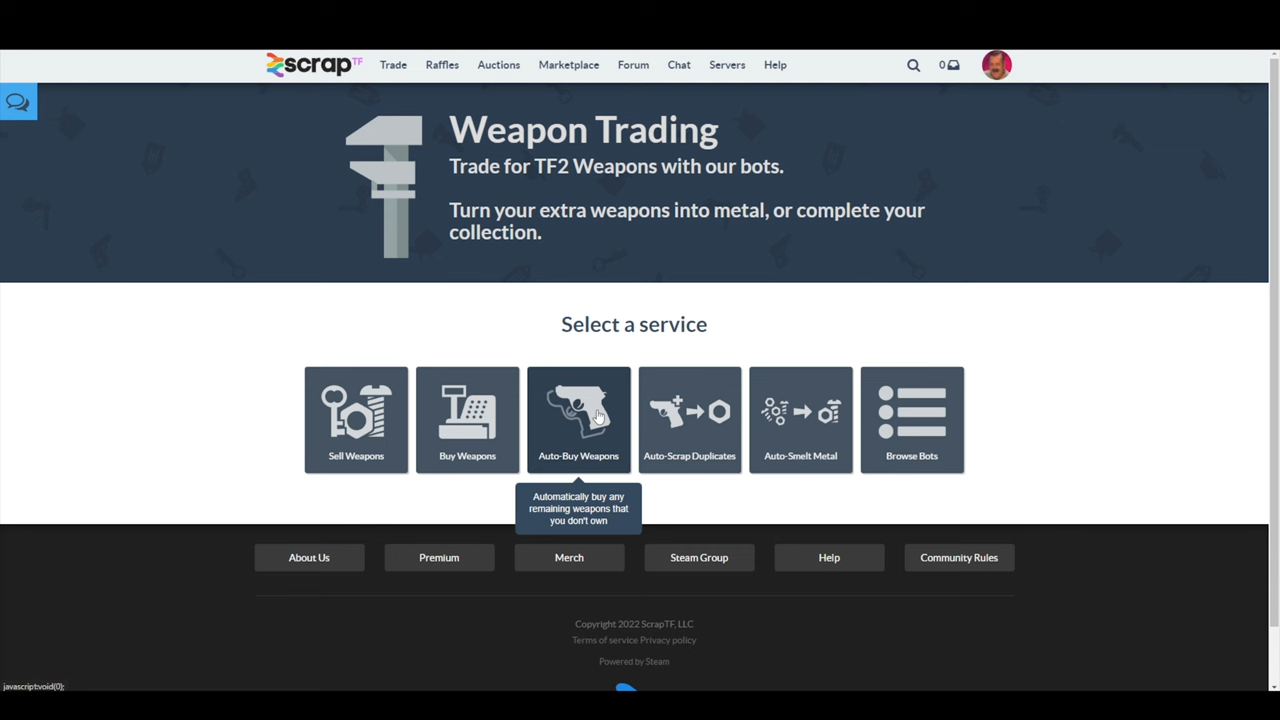 scrap TF
Trade
Raffles
Auctions
Marketplace
Forum
Chat
Servers
Help
0
Weapon Trading
Trade for TF2 Weapons with our bots.
Turn your extra weapons into metal, or complete your
collection.
Select a service
Sell Weapons
Buy Weapons
Auto-Buy Weapons
Auto-Scrap Duplicates
Auto-Smelt Metal
Browse Bots
Automatically buy any
remaining weapons that
you don't own
About Us
Premium
Merch
Steam Group
Help
Community Rules
Copyright 2022 ScrapTF, LLC
Terms of service Privacy policy
Powered by Steam
javascript:void(0);